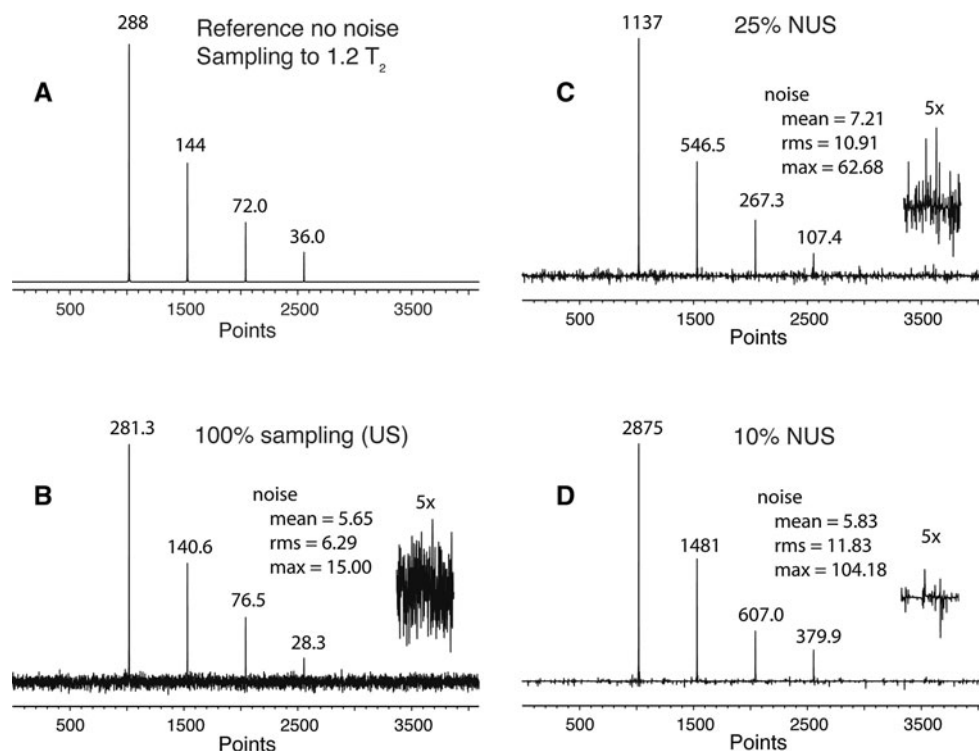 288
Reference no noise
Sampling to 1.2 T2
A
144
72.0
36.0
500 1500 2500 3500
Points
1137
25% NUS
C
noise
mean = 7.21
rms = 10.91
max = 62.68
5x
546.5
267.3
107.4
500 1500 2500 3500
Points
281.3
100% sampling (US)
B
noise
mean = 5.65
rms = 6.29
max = 15.00
5x
140.6
76.5
28.3
500 1500 2500 3500
Points
2875
10% NUS
D
noise
mean = 5.83
rms = 11.83
max = 104.18
5x
1481
607.0
379.9
500 1500 2500 3500
Points